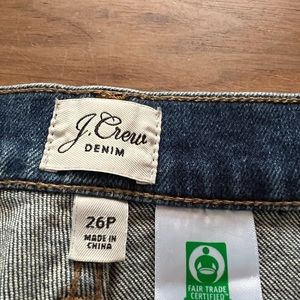 J.Crew
DENIM
26P
MADE IN
CHINA
FAIR TRADE
CERTIFIED